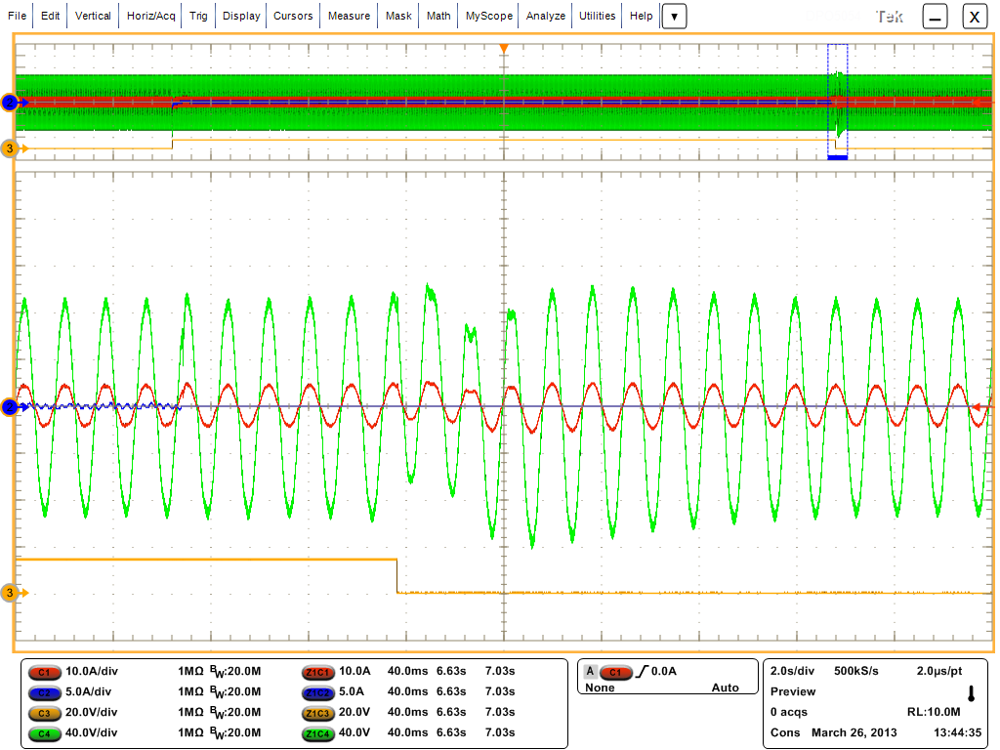 File Edit Vertical Horiz/Acq Trig Display Cursors Measure Mask Math MyScope Analyze Utilities Help Tek X
3
3
C1 10.0A/div 1MΩ BW:20.0M Z1C1 10.0A 40.0ms 6.63s 7.03s
C2 5.0A/div 1MΩ BW:20.0M Z1C2 5.0A 40.0ms 6.63s 7.03s
C3 20.0V/div 1MΩ BW:20.0M Z1C3 20.0V 40.0ms 6.63s 7.03s
C4 40.0V/div 1MΩ BW:20.0M Z1C4 40.0V 40.0ms 6.63s 7.03s
A C1 0.0A
None Auto
2.0s/div 500kS/s 2.0µs/pt
Preview
0 acqs RL:10.0M
Cons March 26, 2013 13:44:35